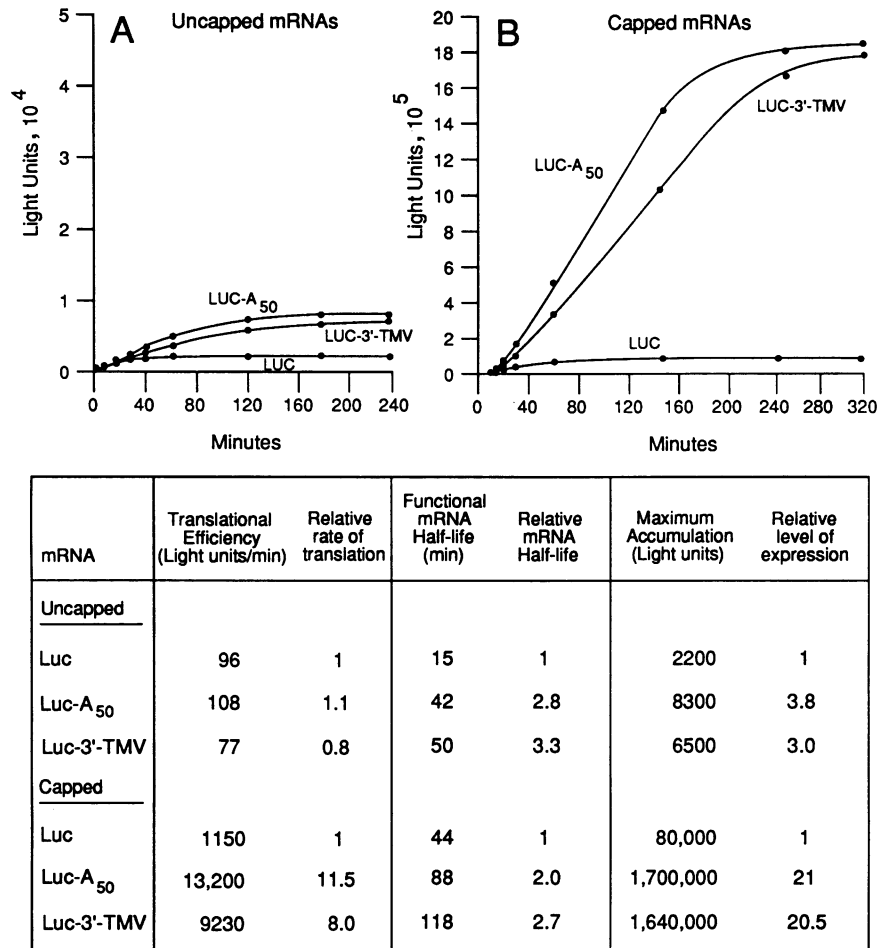 A Uncapped mRNAs
Light Units, 10 4
5
4
3
2
1
0
LUC-A 50
LUC-3'-TMV
LUC
0 40 80 120 160 200 240
Minutes
B Capped mRNAs
Light Units, 10 5
20
18
16
14
12
10
8
6
4
2
0
LUC-3'-TMV
LUC-A 50
LUC
0 40 80 120 160 240 280 320
Minutes
mRNA Translational Efficiency (Light units/min) Relative rate of translation Functional mRNA Half-life (min) Relative mRNA Half-life Maximum Accumulation (Light units) Relative level of expression
Uncapped
Luc 96 1 15 1 2200 1
Luc-A 50 108 1.1 42 2.8 8300 3.8
Luc-3'-TMV 77 0.8 50 3.3 6500 3.0
Capped
Luc 1150 1 44 1 80,000 1
Luc-A 50 13,200 11.5 88 2.0 1,700,000 21
Luc-3'-TMV 9230 8.0 118 2.7 1,640,000 20.5